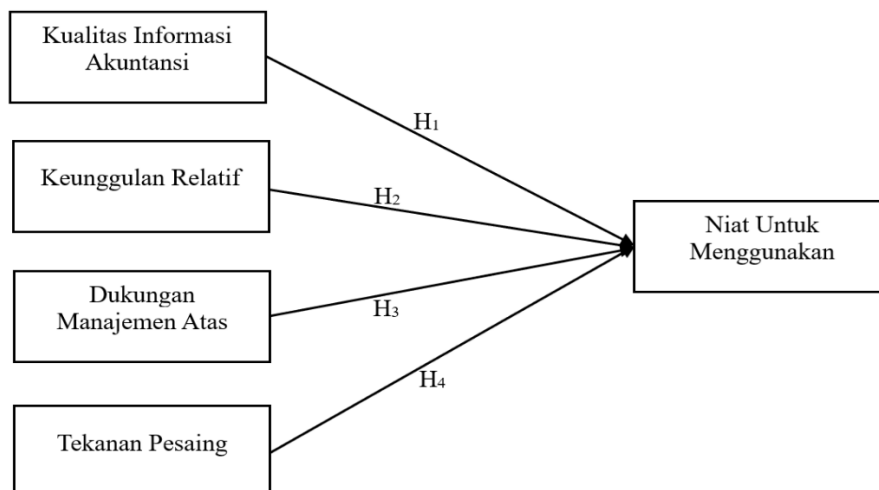 Kualitas Informasi
Akuntansi
H1
Keunggulan Relatif
H2
Niat Untuk
Menggunakan
Dukungan
Manajemen Atas
H3
H4
Tekanan Pesaing